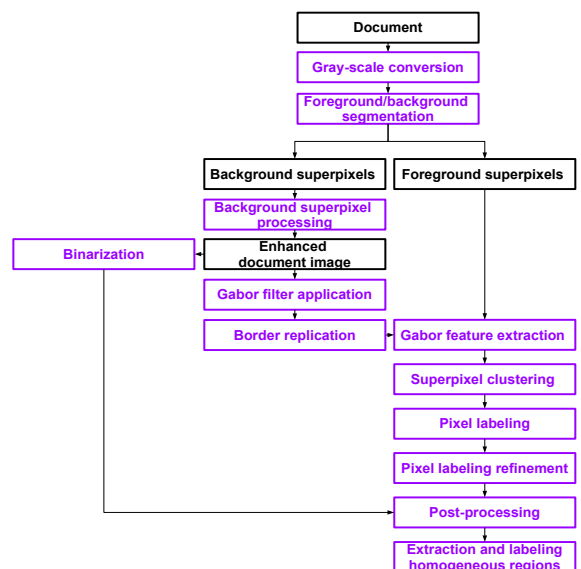 Document
Gray-scale conversion
Foreground/background
segmentation
Background superpixels
Foreground superpixels
Background superpixel
processing
Binarization
Enhanced
document image
Gabor filter application
Border replication
Gabor feature extraction
Superpixel clustering
Pixel labeling
Pixel labeling refinement
Post-processing
Extraction and labeling
homogeneous regions